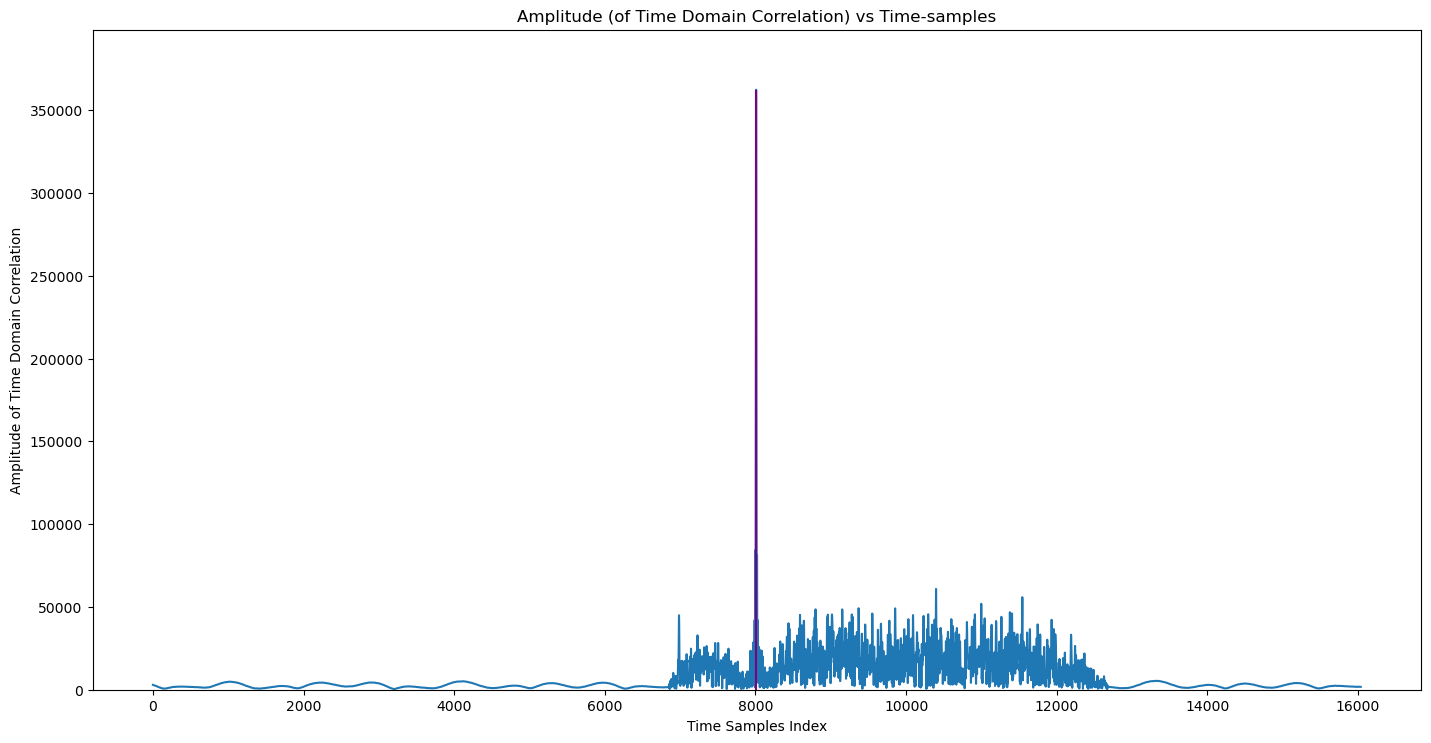 Amplitude (of Time Domain Correlation) vs Time-samples
350000
300000
250000
200000
150000
100000
50000
0
Amplitude of Time Domain Correlation
0 2000 4000 6000 8000 10000 12000 14000 16000
Time Samples Index